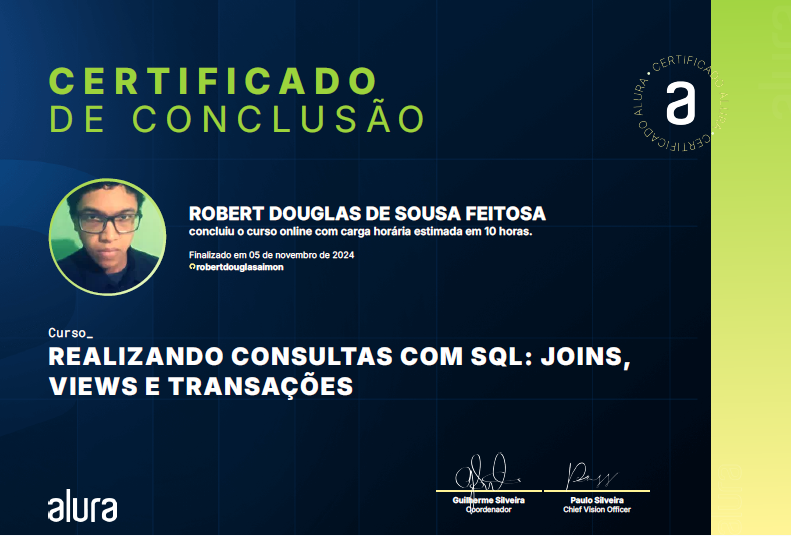 CERTIFICADO
DE CONCLUSÃO
CERTIFICADO ALURA • CERTIFICADO ALURA •
a
ROBERT DOUGLAS DE SOUSA FEITOSA
concluiu o curso online com carga horária estimada em 10 horas.
Finalizado em 05 de novembro de 2024
robertdouglasaimon
Curso_
REALIZANDO CONSULTAS COM SQL: JOINS,
VIEWS E TRANSAÇÕES
Guilherme Silveira
Coordenador
Paulo Silveira
Chief Vision Officer
alura